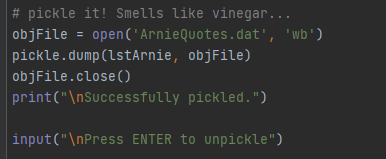 # pickle it! Smells like vinegar...
objFile = open('ArnieQuotes.dat', 'wb')
pickle.dump(lstArnie, objFile)
objFile.close()
print("\nSuccessfully pickled.")
input("\nPress ENTER to unpickle")